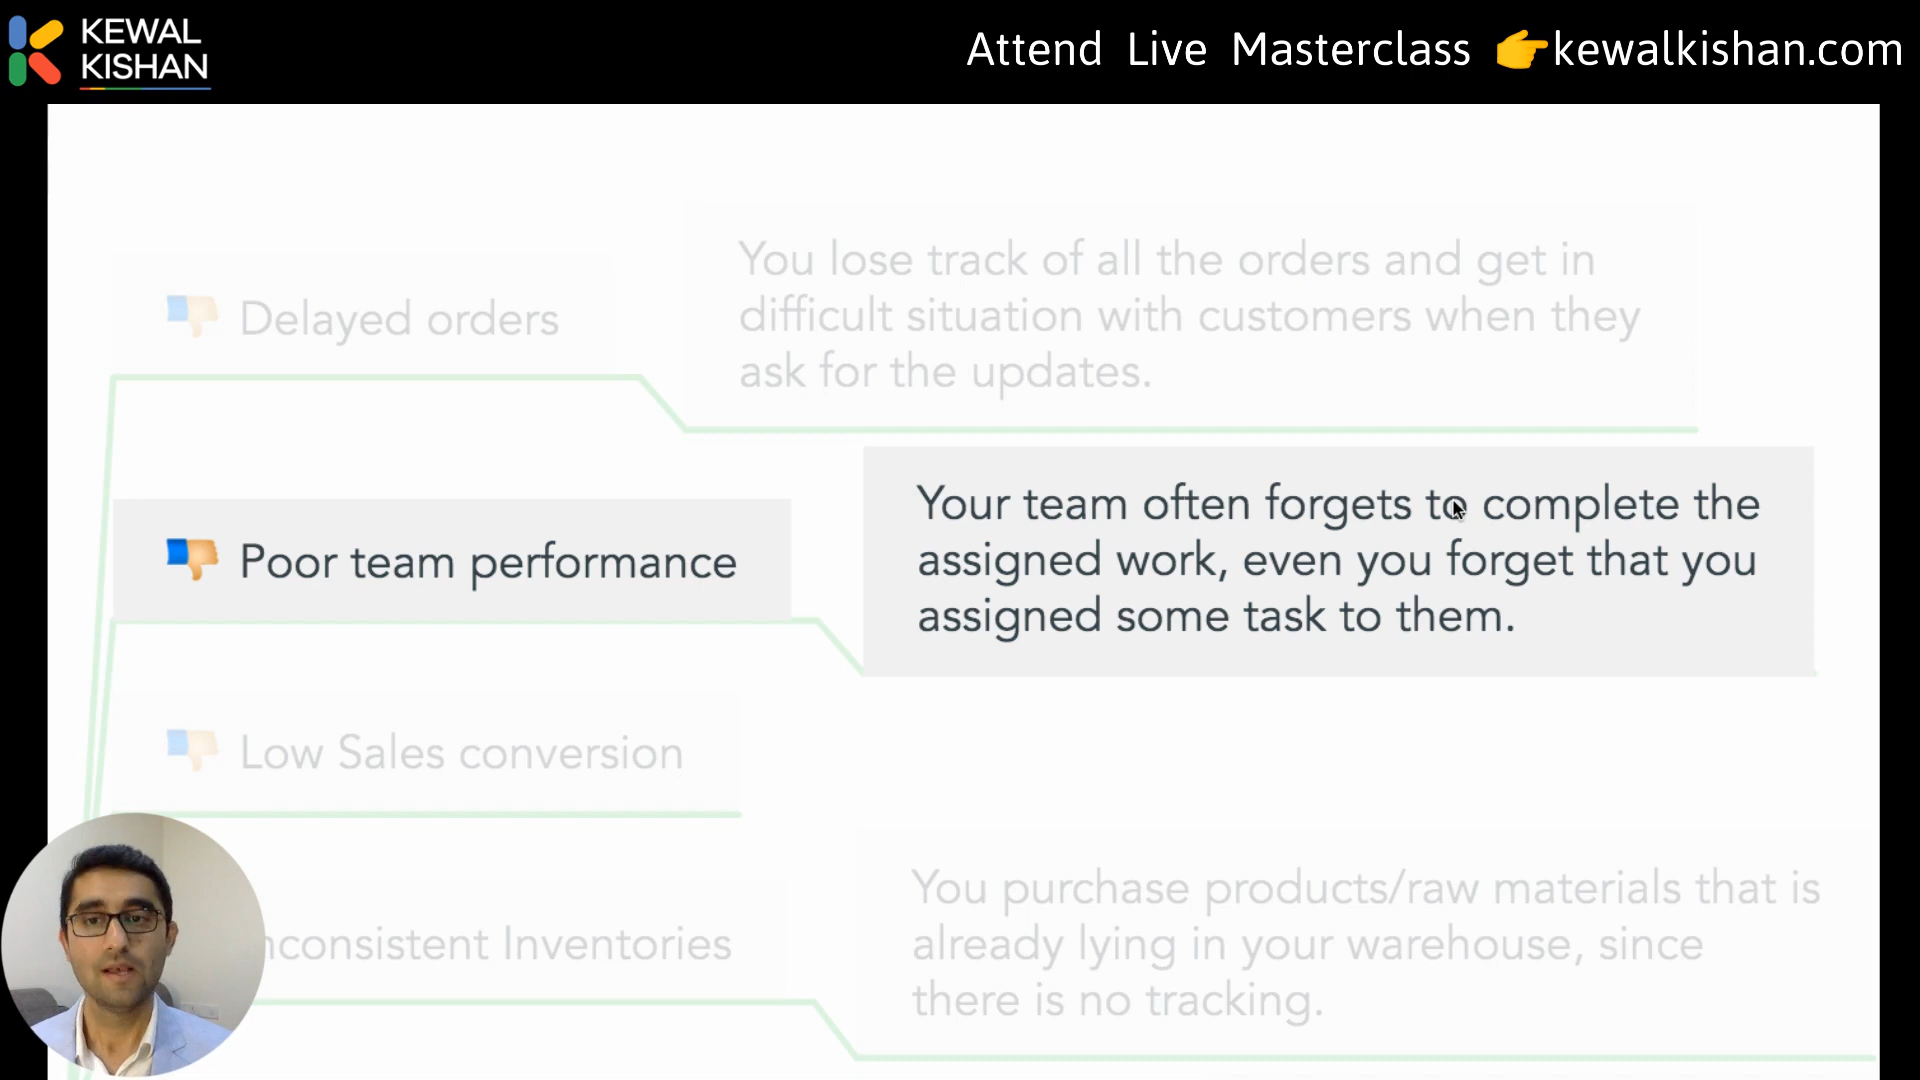 KEWAL
KISHAN
Attend Live Masterclass 👉kewalkishan.com
Delayed orders
You lose track of all the orders and get in
difficult situation with customers when they
ask for the updates.
Poor team performance
Your team often forgets to complete the
assigned work, even you forget that you
assigned some task to them.
Low Sales conversion
nconsistent Inventories
You purchase products/raw materials that is
already lying in your warehouse, since
there is no tracking.